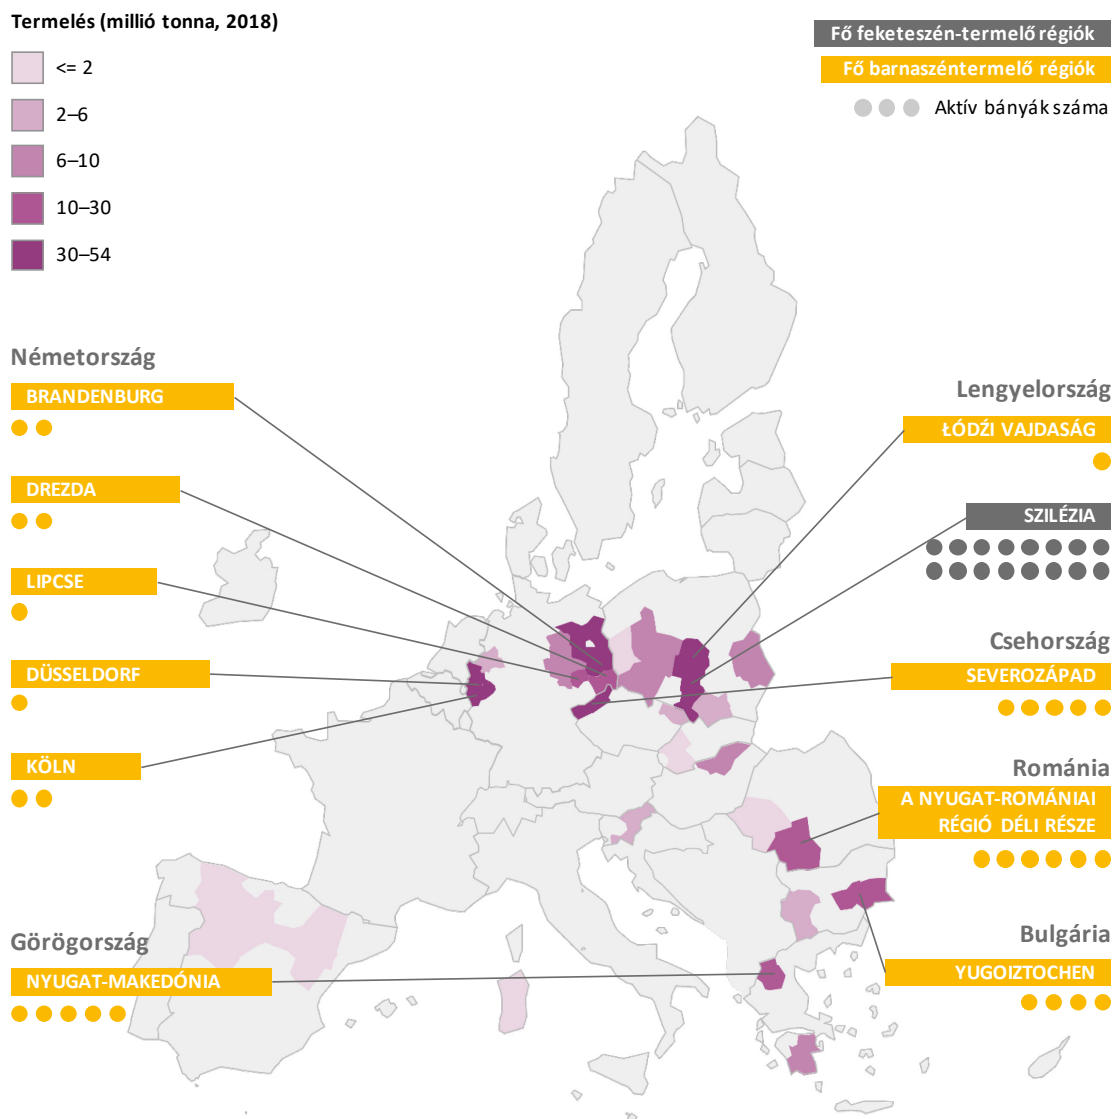 Termelés (millió tonna, 2018)
<= 2
2–6
6–10
10–30
30–54
Fő feketeszén-termelő régiók
Fő barnaszéntermelő régiók
Aktív bányák száma
Németország
BRANDENBURG
DREZDA
LIPCSE
DÜSSELDORF
KÖLN
Görögország
NYUGAT-MAKEDÓNIA
Lengyelország
ŁÓDŹI VAJDASÁG
SZILÉZIA
Csehország
SEVEROZÁPAD
Románia
A NYUGAT-ROMÁNIAI
RÉGIÓ DÉLI RÉSZE
Bulgária
YUGOIZTOCHEN